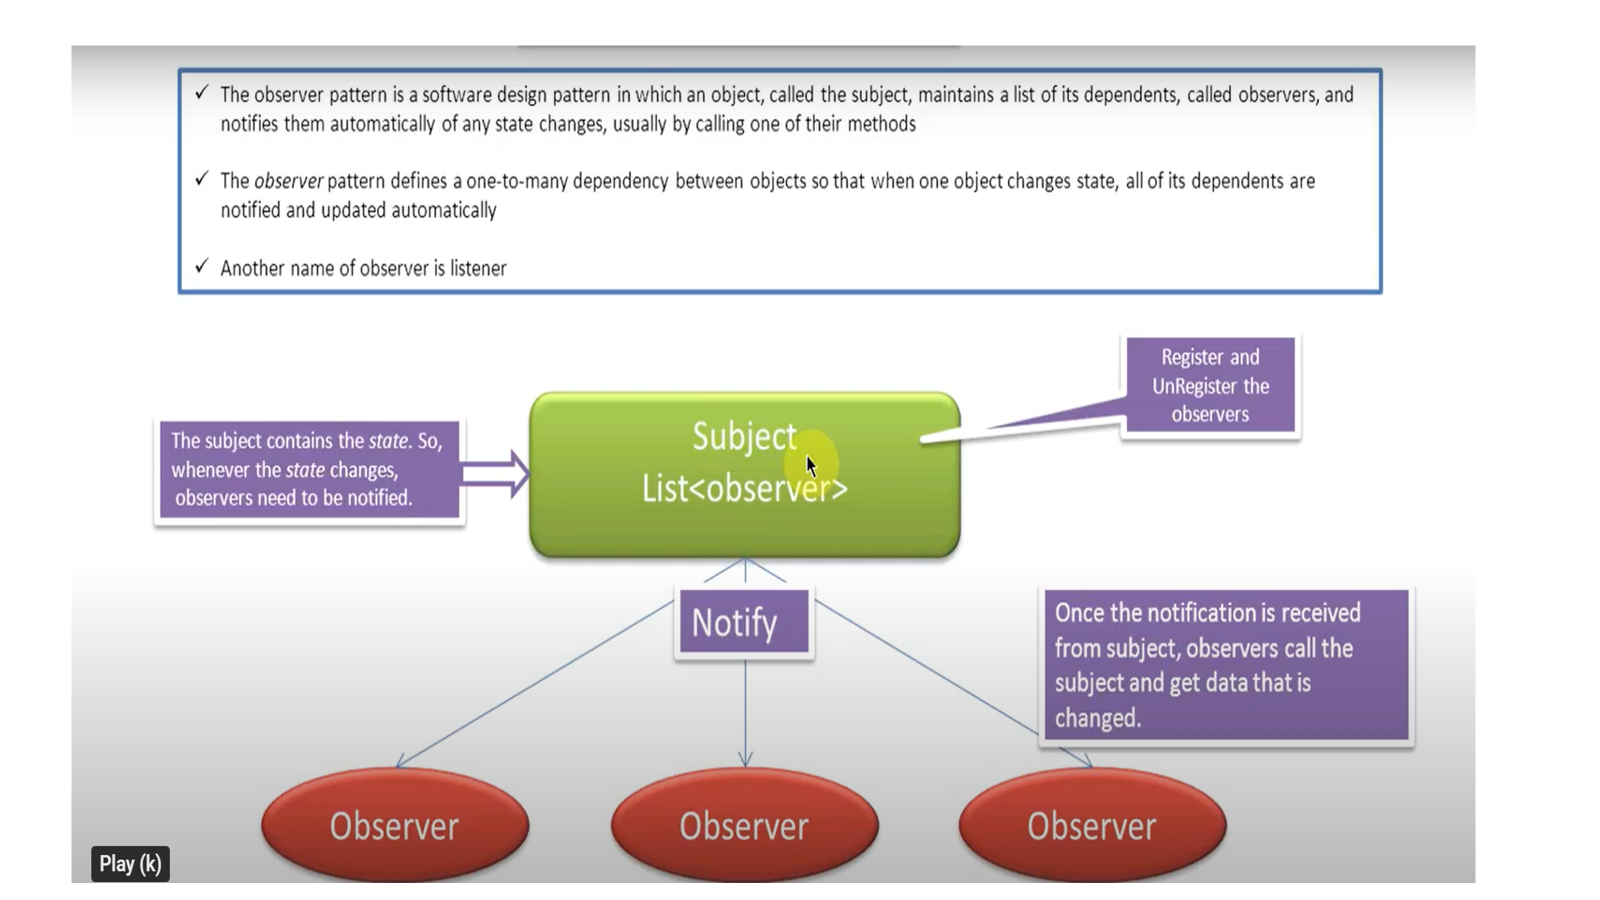 ✓ The observer pattern is a software design pattern in which an object, called the subject, maintains a list of its dependents, called observers, and
notifies them automatically of any state changes, usually by calling one of their methods
✓ The observer pattern defines a one-to-many dependency between objects so that when one object changes state, all of its dependents are
notified and updated automatically
✓ Another name of observer is listener
Register and
UnRegister the
observers
The subject contains the state. So,
whenever the state changes,
observers need to be notified.
Subject
List<observer>
Notify
Once the notification is received
from subject, observers call the
subject and get data that is
changed.
Observer
Observer
Observer
Play (k)